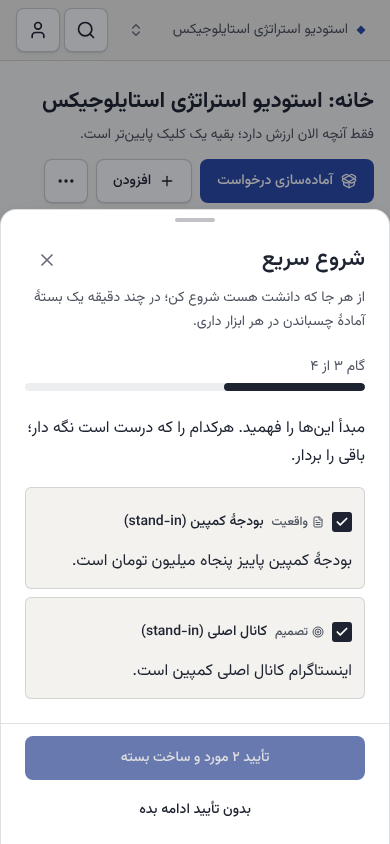 استودیو استراتژی استایلوجیکس
خانه: استودیو استراتژی استایلوجیکس
فقط آنچه الان ارزش دارد؛ بقیه یک کلیک پایین‌تر است.
آماده‌سازی درخواست
افزودن
شروع سریع
از هر جا که دانشت هست شروع کن؛ در چند دقیقه یک بستهٔ
آمادهٔ چسباندن در هر ابزار داری.
گام ۳ از ۴
مبدأ این‌ها را فهمید. هرکدام را که درست است نگه دار؛
باقی را بردار.
واقعیت بودجهٔ کمپین (stand-in)
بودجهٔ کمپین پاییز پنجاه میلیون تومان است.
تصمیم کانال اصلی (stand-in)
اینستاگرام کانال اصلی کمپین است.
تأیید ۲ مورد و ساخت بسته
بدون تأیید ادامه بده